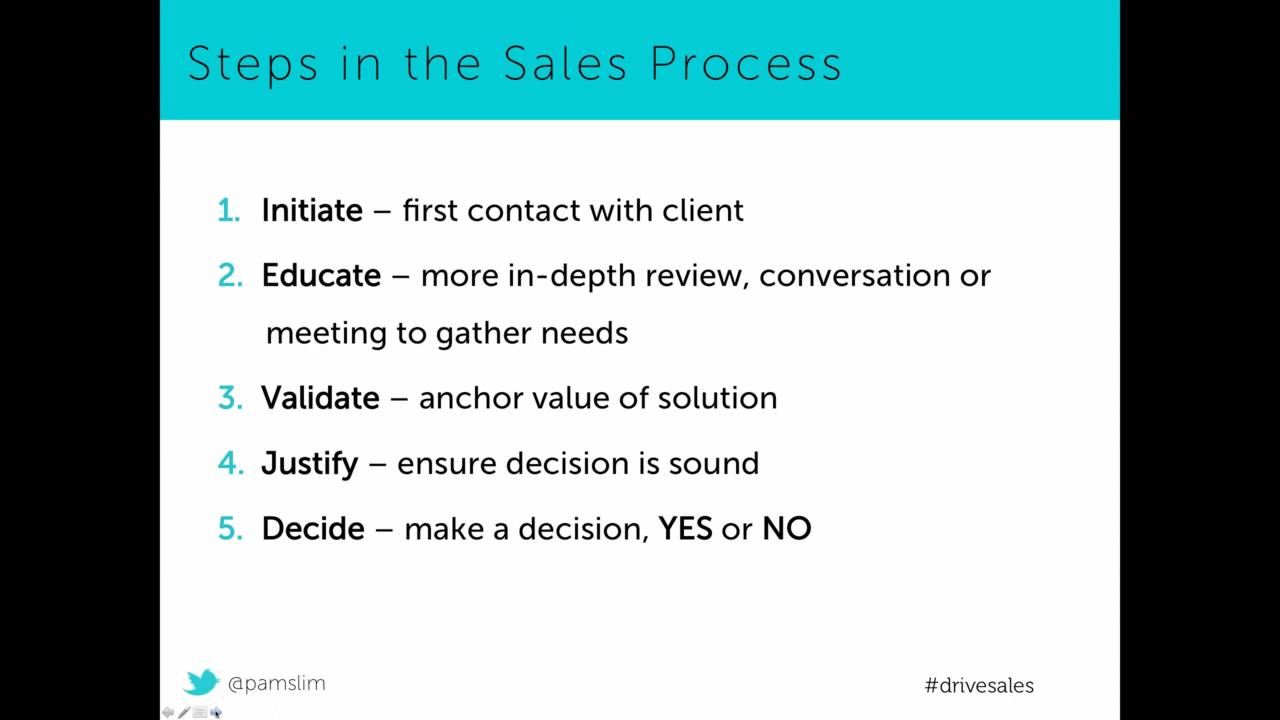 Steps in the Sales Process
1. Initiate – first contact with client
2. Educate – more in-depth review, conversation or
meeting to gather needs
3. Validate – anchor value of solution
4. Justify – ensure decision is sound
5. Decide – make a decision, YES or NO
@pamslim
#drivesales